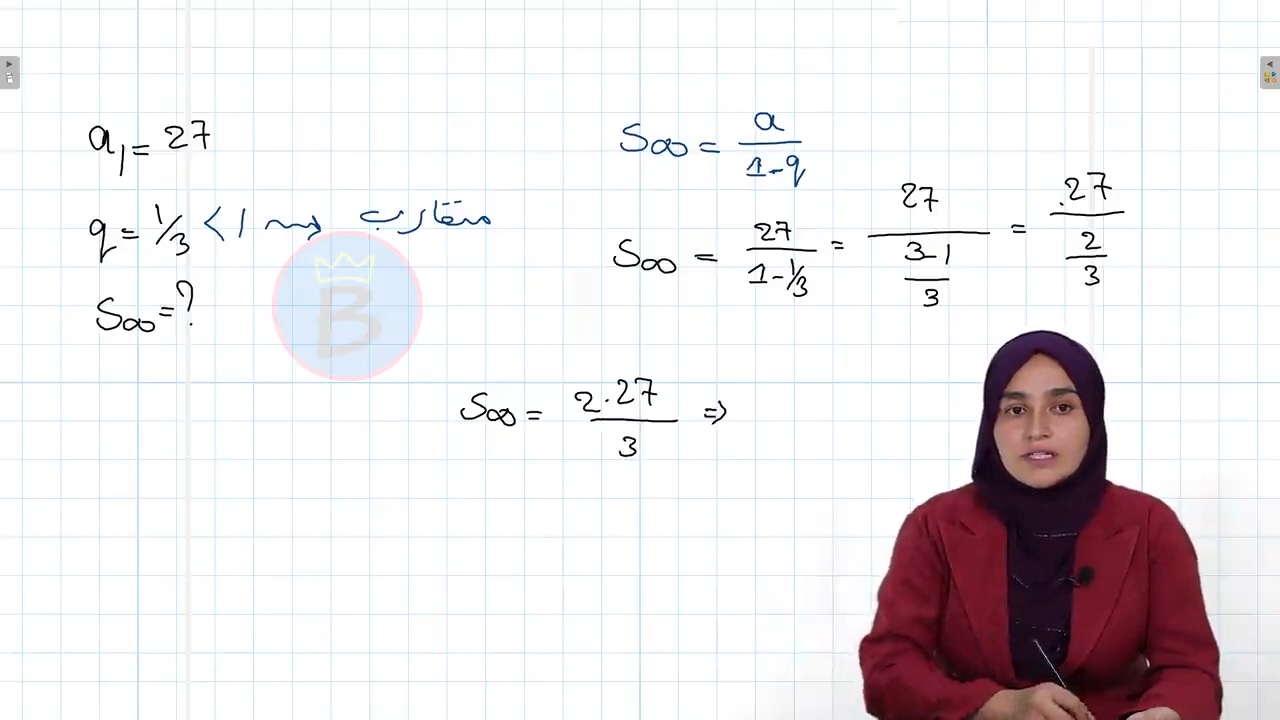 a₁ = 27
q = 1/3 < 1 ⇝ متقارب
S∞ = ?
S∞ = a / (1-q)
S∞ = 27 / (1-1/3) = 27 / ((3-1)/3) = .27 / (2/3)
S∞ = 2.27 / 3 ⇒
B